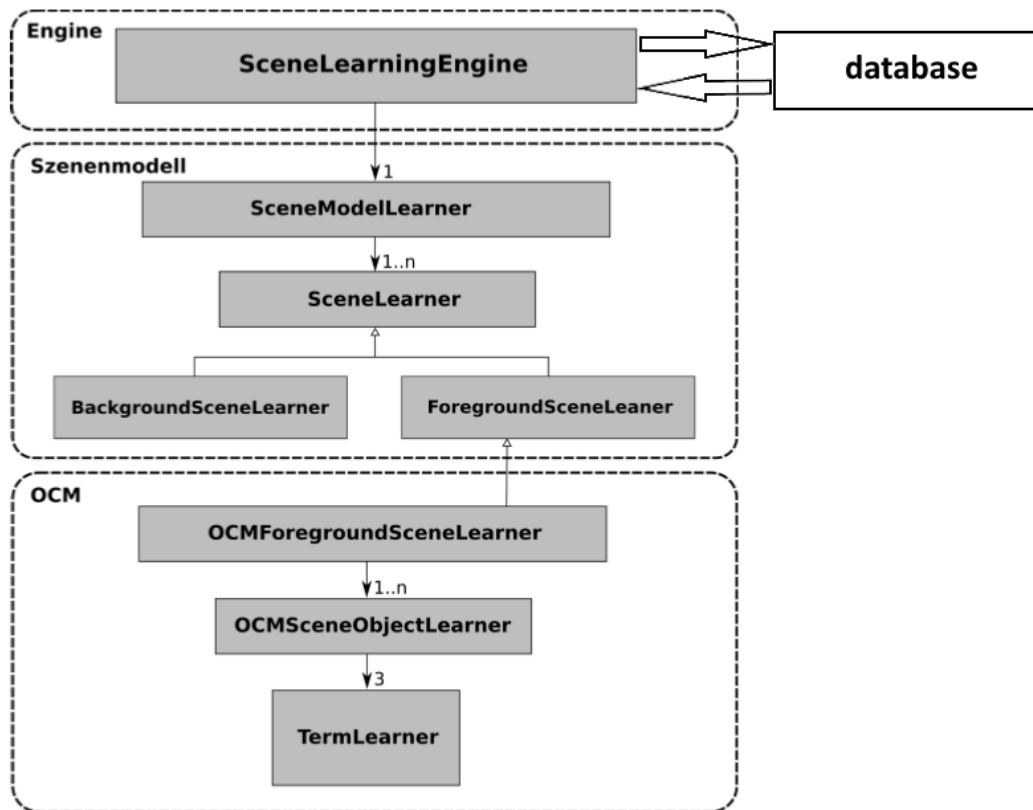 Engine
SceneLearningEngine
database
Szenenmodell
1
SceneModelLearner
1..n
SceneLearner
BackgroundSceneLearner
ForegroundSceneLeaner
OCM
OCMForegroundSceneLearner
1..n
OCMSceneObjectLearner
3
TermLearner